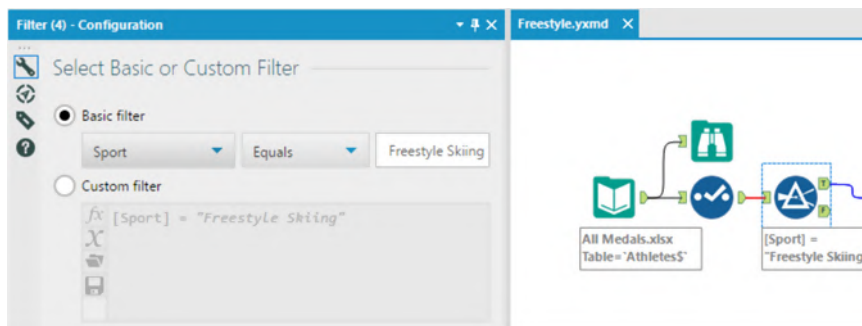 Filter (4) - Configuration
Select Basic or Custom Filter
Basic filter
Sport
Equals
Freestyle Skiing
Custom filter
fx
[Sport] = "Freestyle Skiing"
X
Freestyle.yxmd
T
F
All Medals.xlsx
Table=`Athletes$`
[Sport] =
"Freestyle Skiing